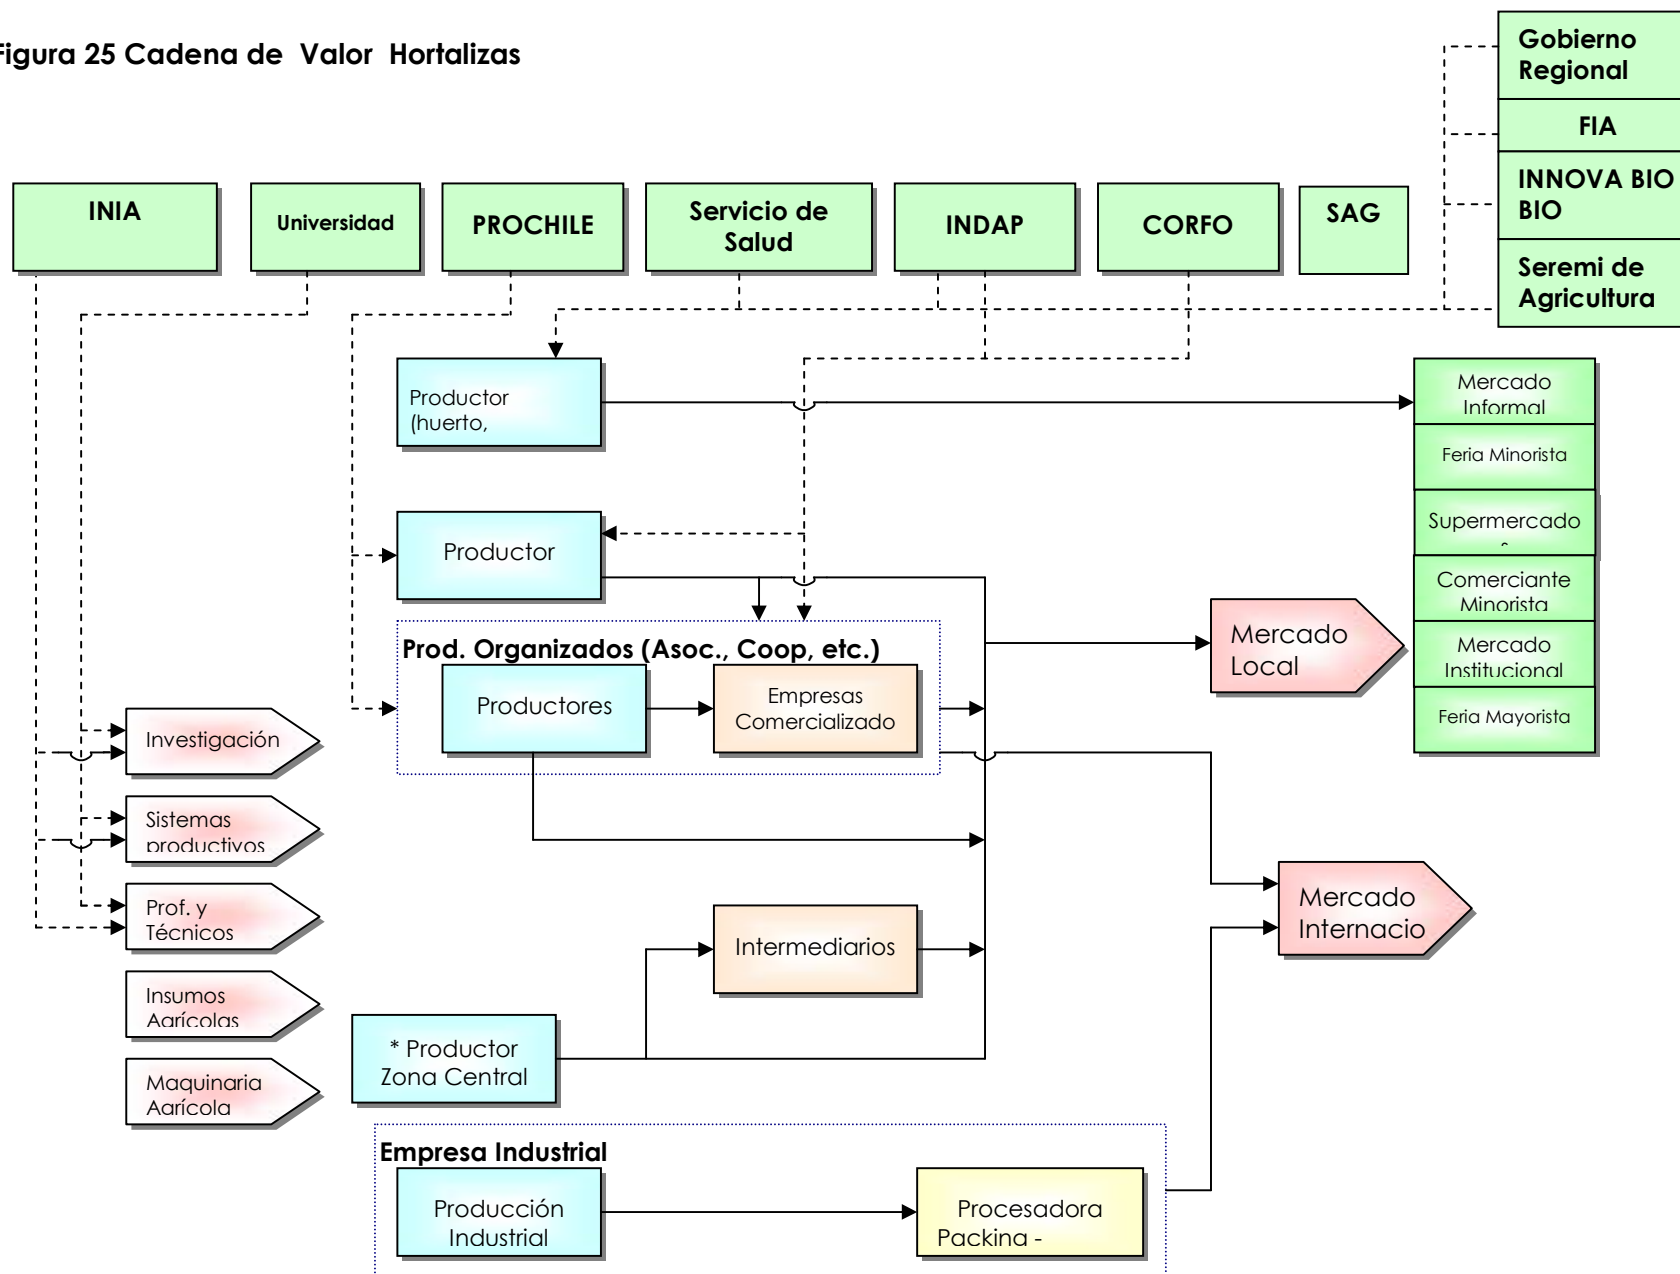 Figura 25 Cadena de Valor Hortalizas
Gobierno
Regional
FIA
INNOVA BIO
BIO
Seremi de
Agricultura
INIA
Universidad
PROCHILE
Servicio de
Salud
INDAP
CORFO
SAG
Productor
(huerto,
Mercado
Informal
Feria Minorista
Supermercado
Comerciante
Minorista
Mercado
Institucional
Feria Mayorista
Productor
Prod. Organizados (Asoc., Coop, etc.)
Productores
Empresas
Comercializado
Mercado
Local
Investigación
Sistemas
productivos
Prof. y
Técnicos
Insumos
Agrícolas
Maquinaria
Agrícola
Intermediarios
Mercado
Internacio
* Productor
Zona Central
Empresa Industrial
Producción
Industrial
Procesadora
Packing -